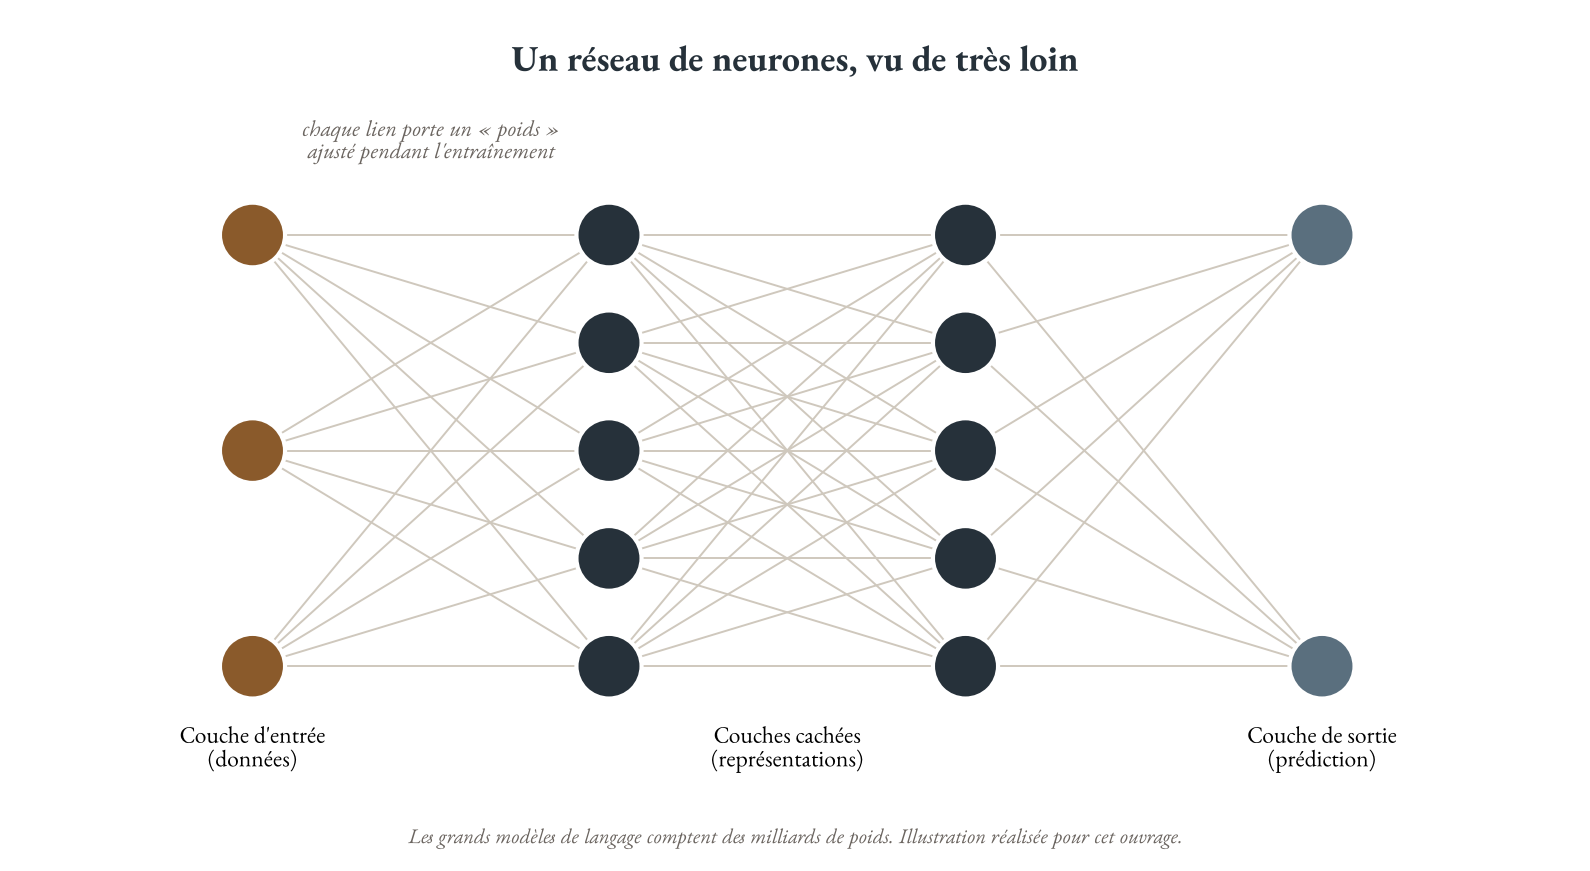 Un réseau de neurones, vu de très loin
chaque lien porte un « poids »
ajusté pendant l'entraînement
Couche d'entrée
(données)
Couches cachées
(représentations)
Couche de sortie
(prédiction)
Les grands modèles de langage comptent des milliards de poids. Illustration réalisée pour cet ouvrage.